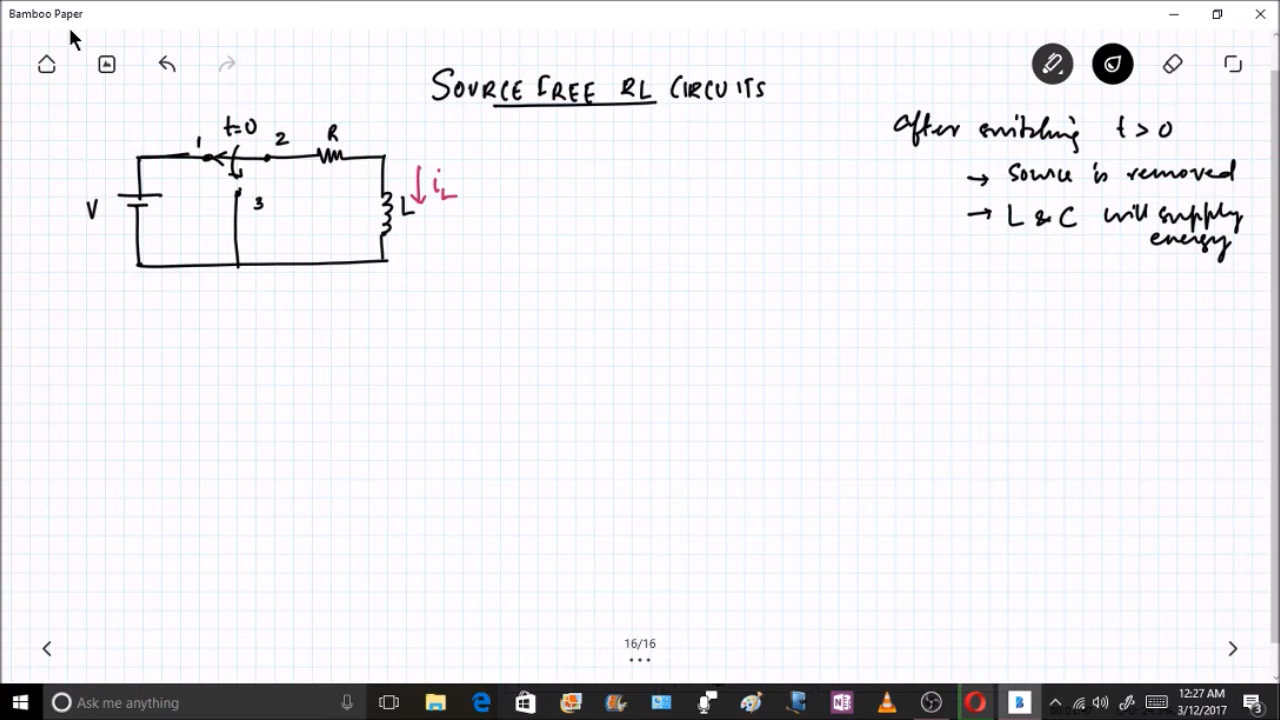 Bamboo Paper
SOURCE FREE RL CIRCUITS
After switching t > 0
→ Source is removed
→ L & C will supply
energy
t=0
1
2
R
3
V
L
iL
16/16
Ask me anything
12:27 AM
3/12/2017